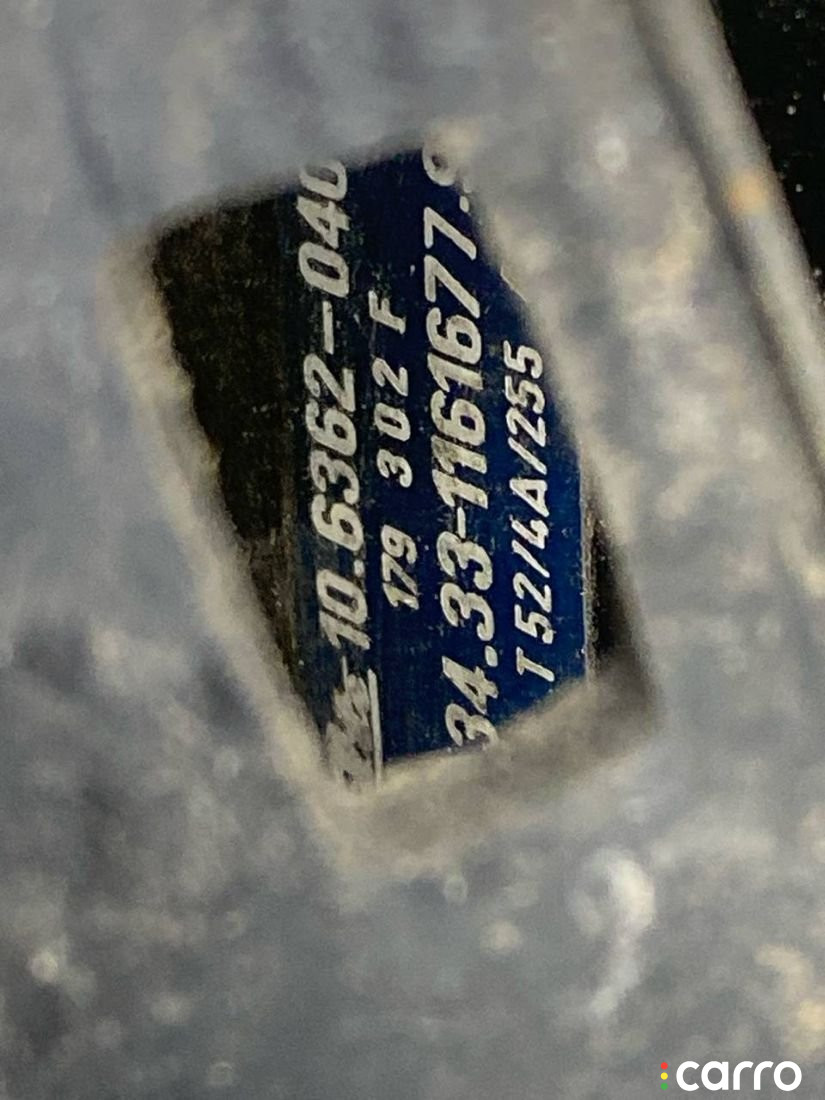 10.6362-040
179 302 F
34.33-1161677.9
T52/4A/255
carro